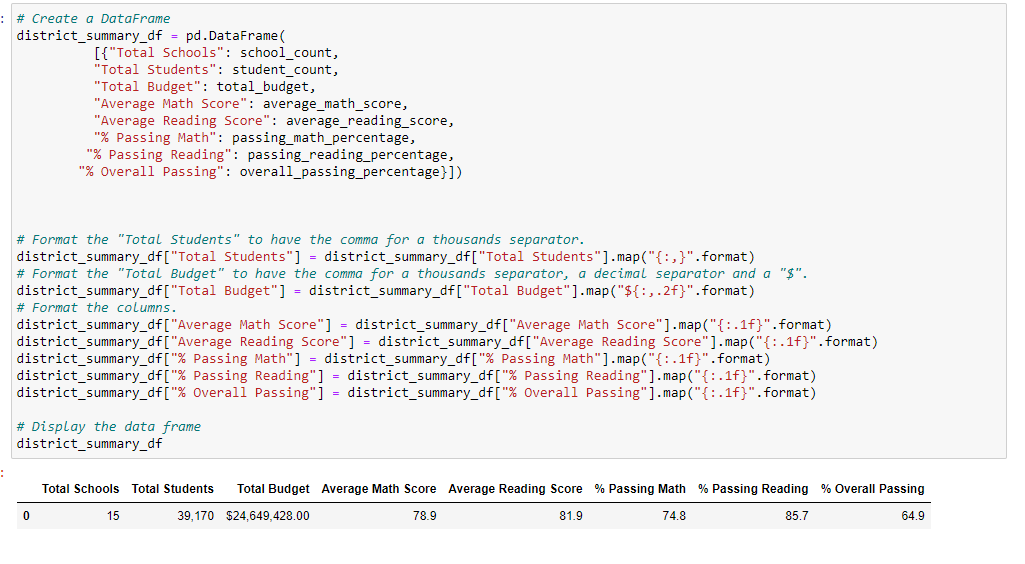 :
# Create a DataFrame
district_summary_df = pd.DataFrame(
          [{"Total Schools": school_count,
          "Total Students": student_count,
          "Total Budget": total_budget,
          "Average Math Score": average_math_score,
          "Average Reading Score": average_reading_score,
          "% Passing Math": passing_math_percentage,
         "% Passing Reading": passing_reading_percentage,
        "% Overall Passing": overall_passing_percentage}])
# Format the "Total Students" to have the comma for a thousands separator.
district_summary_df["Total Students"] = district_summary_df["Total Students"].map("{:,}".format)
# Format the "Total Budget" to have the comma for a thousands separator, a decimal separator and a "$".
district_summary_df["Total Budget"] = district_summary_df["Total Budget"].map("${:,.2f}".format)
# Format the columns.
district_summary_df["Average Math Score"] = district_summary_df["Average Math Score"].map("{:.1f}".format)
district_summary_df["Average Reading Score"] = district_summary_df["Average Reading Score"].map("{:.1f}".format)
district_summary_df["% Passing Math"] = district_summary_df["% Passing Math"].map("{:.1f}".format)
district_summary_df["% Passing Reading"] = district_summary_df["% Passing Reading"].map("{:.1f}".format)
district_summary_df["% Overall Passing"] = district_summary_df["% Overall Passing"].map("{:.1f}".format)
# Display the data frame
district_summary_df
:
Total Schools Total Students Total Budget Average Math Score Average Reading Score % Passing Math % Passing Reading % Overall Passing
0 15 39,170 $24,649,428.00 78.9 81.9 74.8 85.7 64.9